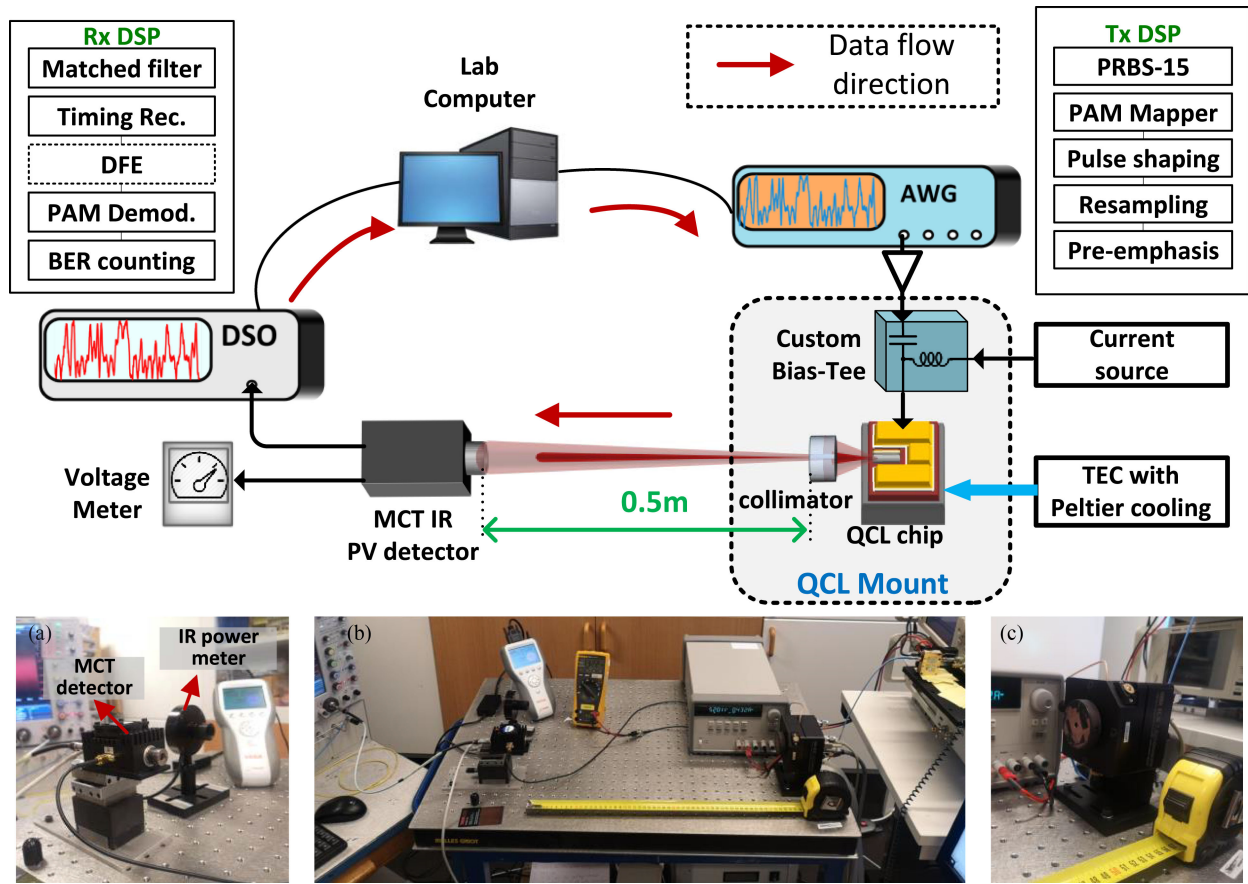 Rx DSP
Matched filter
Timing Rec.
DFE
PAM Demod.
BER counting
Lab
Computer
Data flow
direction
Tx DSP
PRBS-15
PAM Mapper
Pulse shaping
Resampling
Pre-emphasis
AWG
DSO
Custom
Bias-Tee
Current
source
Voltage
Meter
MCT IR
PV detector
0.5m
collimator
QCL chip
TEC with
Peltier cooling
QCL Mount
(a)
IR power
meter
MCT
detector
(b)
(c)